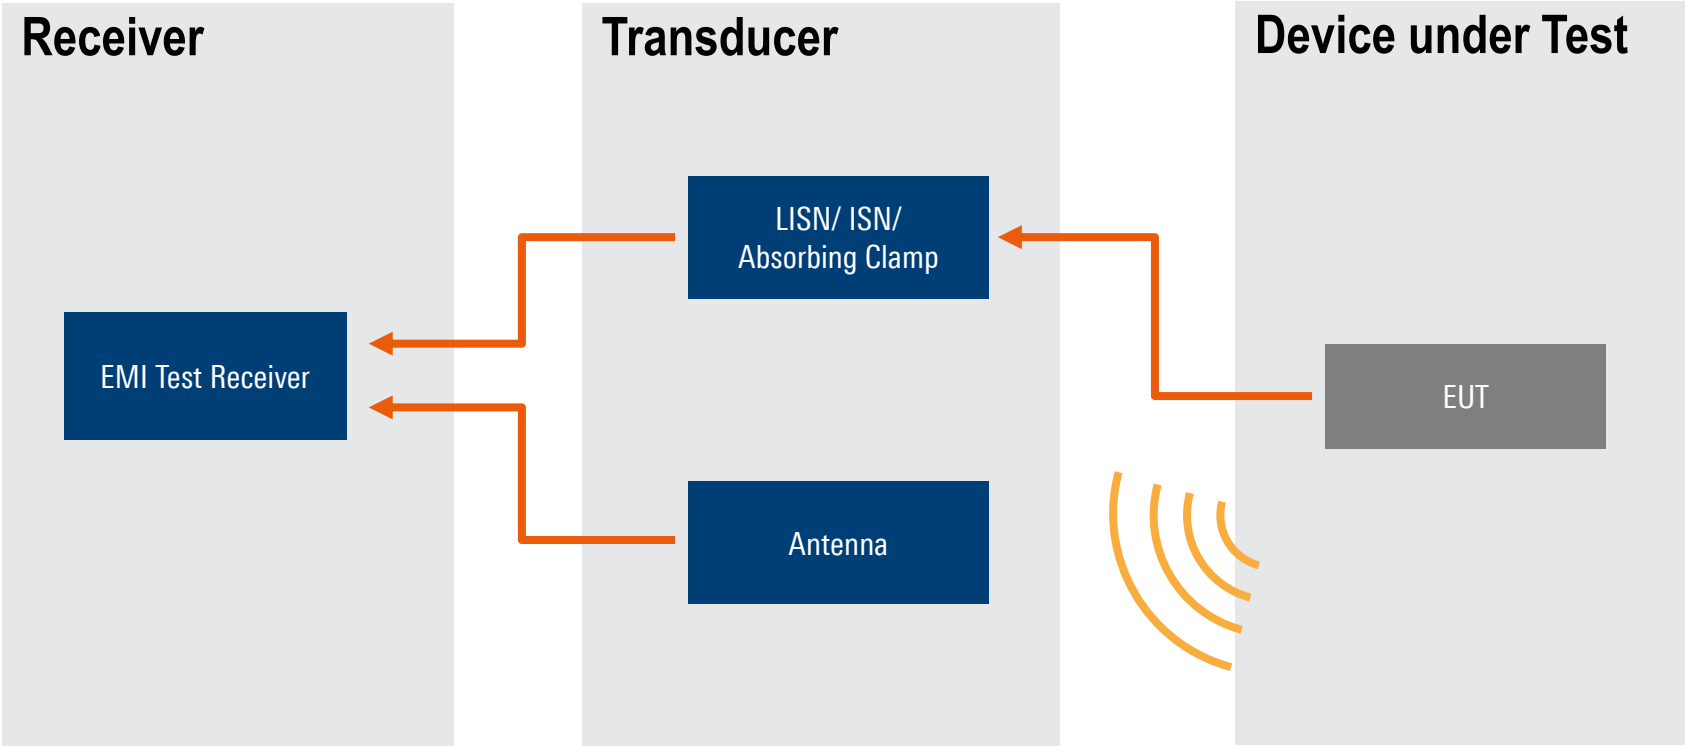 Receiver
Transducer
Device under Test
LISN/ ISN/
Absorbing Clamp
EMI Test Receiver
EUT
Antenna